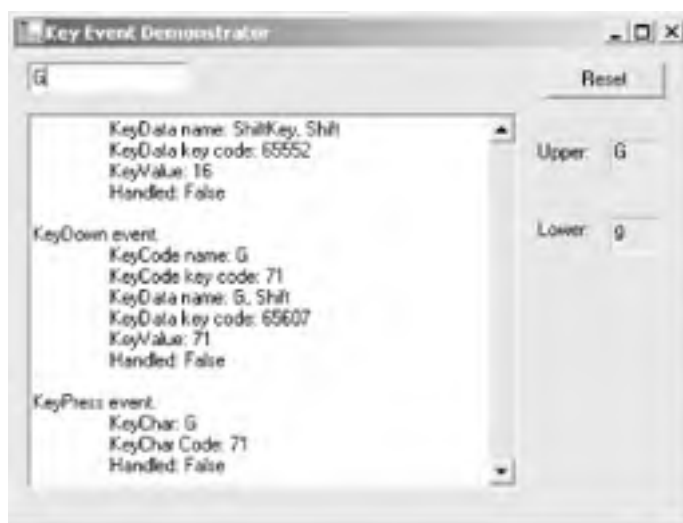 Key Event Demonstrator
G
Reset
KeyData name: ShiftKey, Shift
KeyData key code: 65552
KeyValue: 16
Handled: False
Upper: G
KeyDown event.
Lower: g
KeyCode name: G
KeyCode key code: 71
KeyData name: G, Shift
KeyData key code: 65607
KeyValue: 71
Handled: False
KeyPress event.
KeyChar: G
KeyChar Code: 71
Handled: False